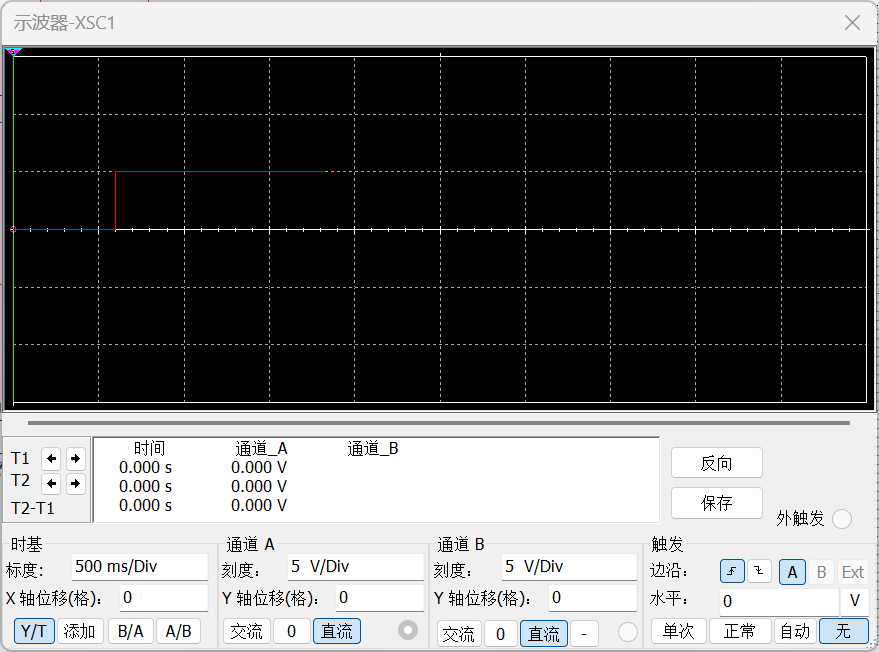 示波器-XSC1
时间 通道_A 通道_B
T1 0.000 s 0.000 V
T2 0.000 s 0.000 V
T2-T1 0.000 s 0.000 V
反向
保存
外触发
时基
标度: 500 ms/Div
X 轴位移(格): 0
Y/T 添加 B/A A/B
通道 A
刻度: 5 V/Div
Y 轴位移(格): 0
交流 0 直流
通道 B
刻度: 5 V/Div
Y 轴位移(格): 0
交流 0 直流 -
触发
边沿: A B Ext
水平: 0 V
单次 正常 自动 无